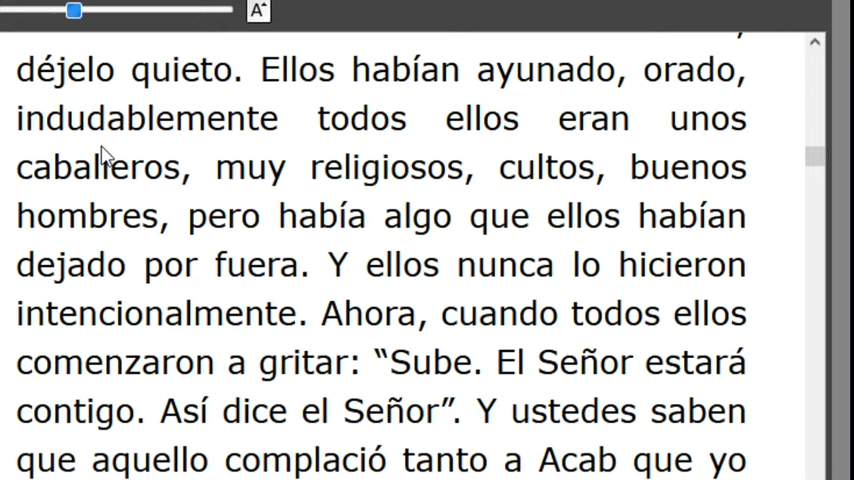 A
déjelo quieto. Ellos habían ayunado, orado,
indudablemente todos ellos eran unos
caballeros, muy religiosos, cultos, buenos
hombres, pero había algo que ellos habían
dejado por fuera. Y ellos nunca lo hicieron
intencionalmente. Ahora, cuando todos ellos
comenzaron a gritar: “Sube. El Señor estará
contigo. Así dice el Señor”. Y ustedes saben
que aquello complació tanto a Acab que yo